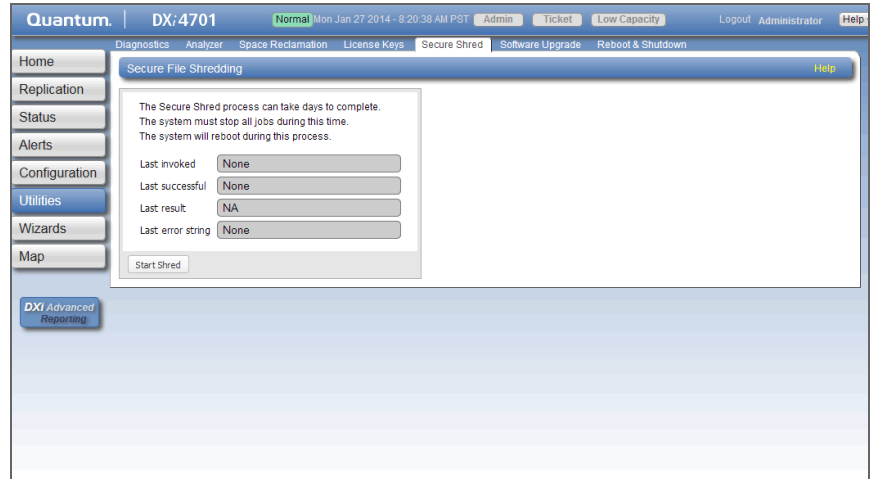 Quantum. DXi4701 Normal Mon Jan 27 2014 - 8:20:38 AM PST Admin Ticket Low Capacity Logout Administrator Help
Diagnostics Analyzer Space Reclamation License Keys Secure Shred Software Upgrade Reboot & Shutdown
Home
Replication
Status
Alerts
Configuration
Utilities
Wizards
Map
DXi Advanced
Reporting
Secure File Shredding Help
The Secure Shred process can take days to complete.
The system must stop all jobs during this time.
The system will reboot during this process.
Last invoked None
Last successful None
Last result NA
Last error string None
Start Shred